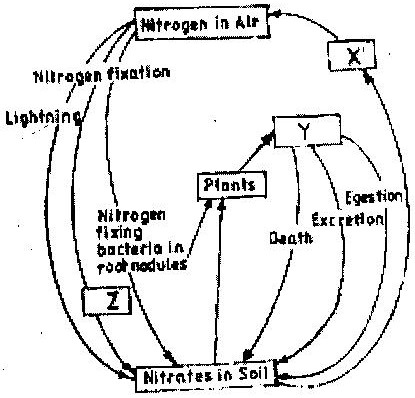 Nitrogen in Air
X
Nitrogen fixation
Lightning
Y
Plants
Egestion
Excretion
Nitrogen
fixing
bacteria in
root nodules
Death
Z
Nitrates in Soil